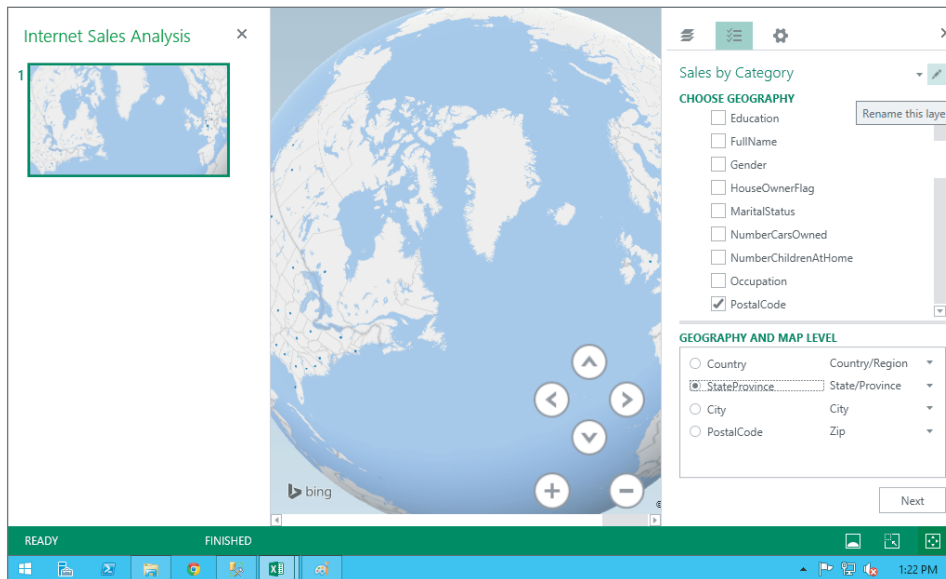 Internet Sales Analysis
1
bing
Sales by Category
CHOOSE GEOGRAPHY
Rename this laye
Education
FullName
Gender
HouseOwnerFlag
MaritalStatus
NumberCarsOwned
NumberChildrenAtHome
Occupation
PostalCode
GEOGRAPHY AND MAP LEVEL
Country Country/Region
StateProvince State/Province
City City
PostalCode Zip
Next
READY FINISHED
1:22 PM